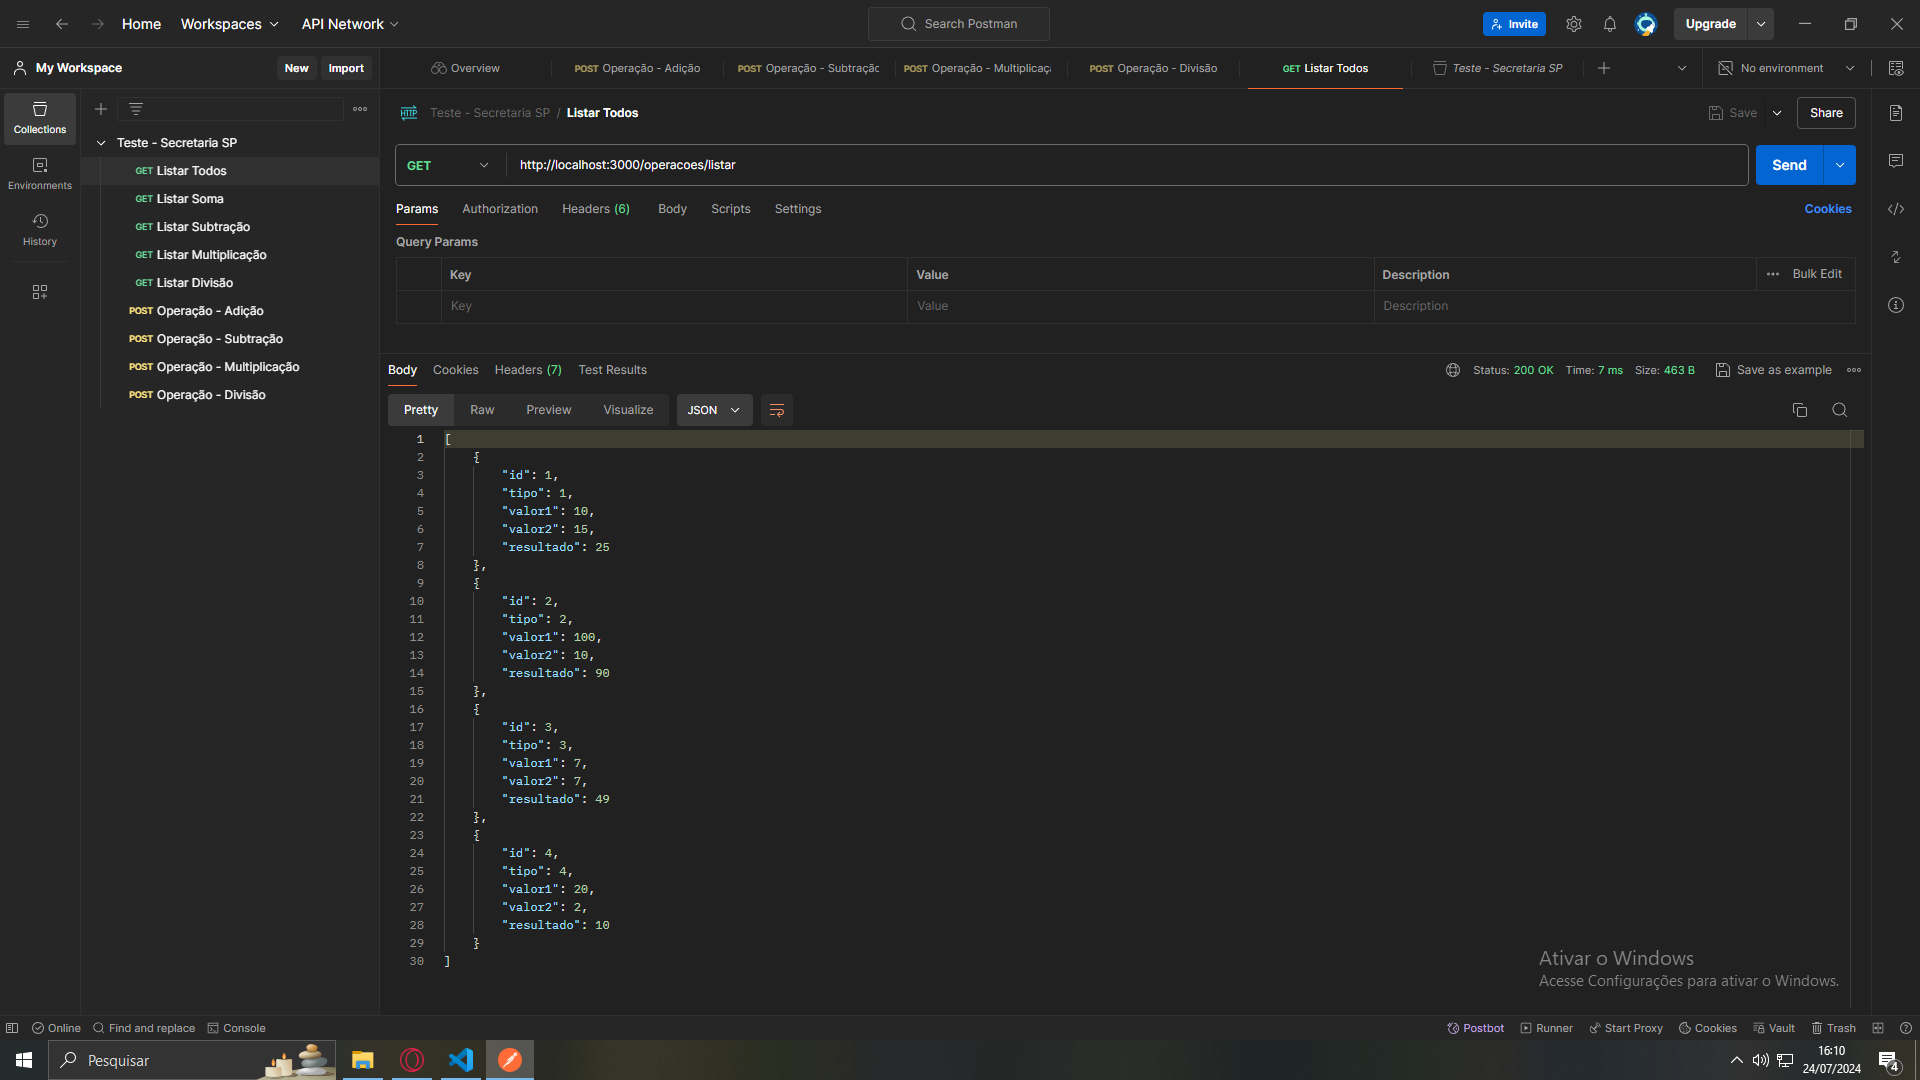 Home Workspaces API Network Search Postman Invite Upgrade
My Workspace New Import Overview POST Operação - Adição POST Operação - Subtraçã POST Operação - Multiplicaç POST Operação - Divisão GET Listar Todos Teste - Secretaria SP No environment
Collections
Environments
History
Teste - Secretaria SP
GET Listar Todos
GET Listar Soma
GET Listar Subtração
GET Listar Multiplicação
GET Listar Divisão
POST Operação - Adição
POST Operação - Subtração
POST Operação - Multiplicação
POST Operação - Divisão
HTTP Teste - Secretaria SP / Listar Todos Save Share
GET http://localhost:3000/operacoes/listar Send
Params Authorization Headers (6) Body Scripts Settings Cookies
Query Params
Key Value Description Bulk Edit
Key Value Description
Body Cookies Headers (7) Test Results Status: 200 OK Time: 7 ms Size: 463 B Save as example
Pretty Raw Preview Visualize JSON
1 [
2 {
3 "id": 1,
4 "tipo": 1,
5 "valor1": 10,
6 "valor2": 15,
7 "resultado": 25
8 },
9 {
10 "id": 2,
11 "tipo": 2,
12 "valor1": 100,
13 "valor2": 10,
14 "resultado": 90
15 },
16 {
17 "id": 3,
18 "tipo": 3,
19 "valor1": 7,
20 "valor2": 7,
21 "resultado": 49
22 },
23 {
24 "id": 4,
25 "tipo": 4,
26 "valor1": 20,
27 "valor2": 2,
28 "resultado": 10
29 }
30 ]
Ativar o Windows
Acesse Configurações para ativar o Windows.
Online Find and replace Console Postbot Runner Start Proxy Cookies Vault Trash
Pesquisar 16:10
24/07/2024 4